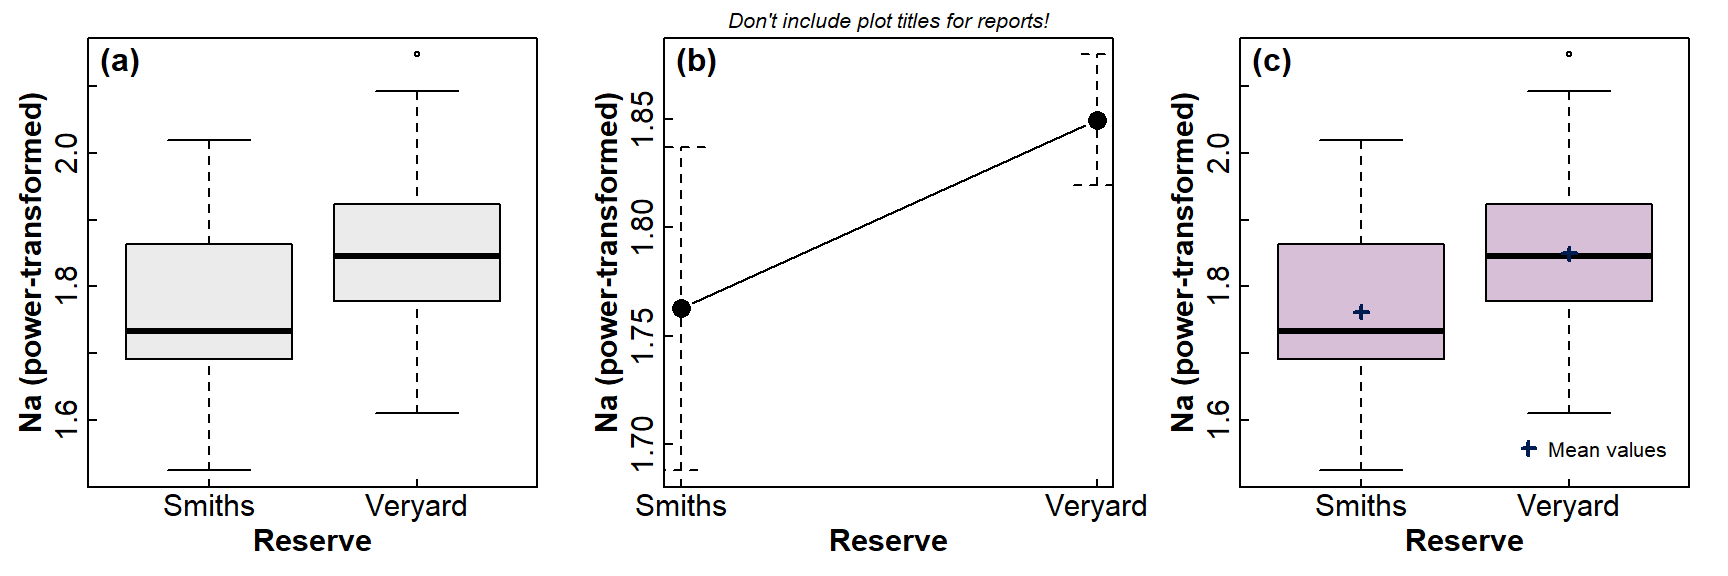 Don't include plot titles for reports!
(a)
Na (power-transformed)
2.0
1.8
1.6
Smiths
Veryard
Reserve
(b)
Na (power-transformed)
1.85
1.80
1.75
1.70
Smiths
Veryard
Reserve
(c)
Na (power-transformed)
2.0
1.8
1.6
Mean values
Smiths
Veryard
Reserve